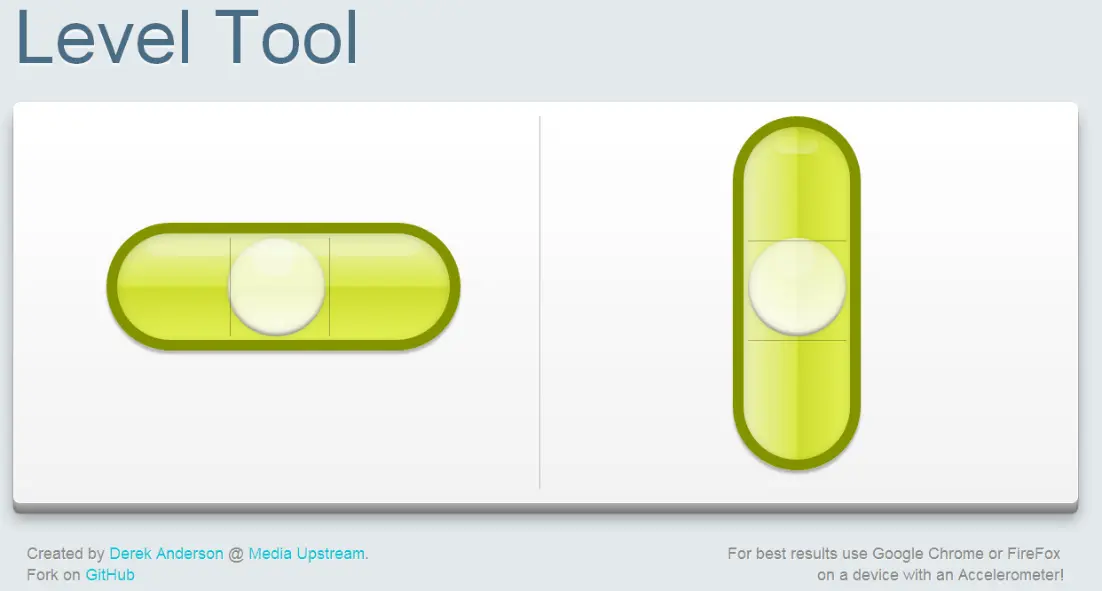 Level Tool
Created by Derek Anderson @ Media Upstream.
Fork on GitHub
For best results use Google Chrome or FireFox
on a device with an Accelerometer!